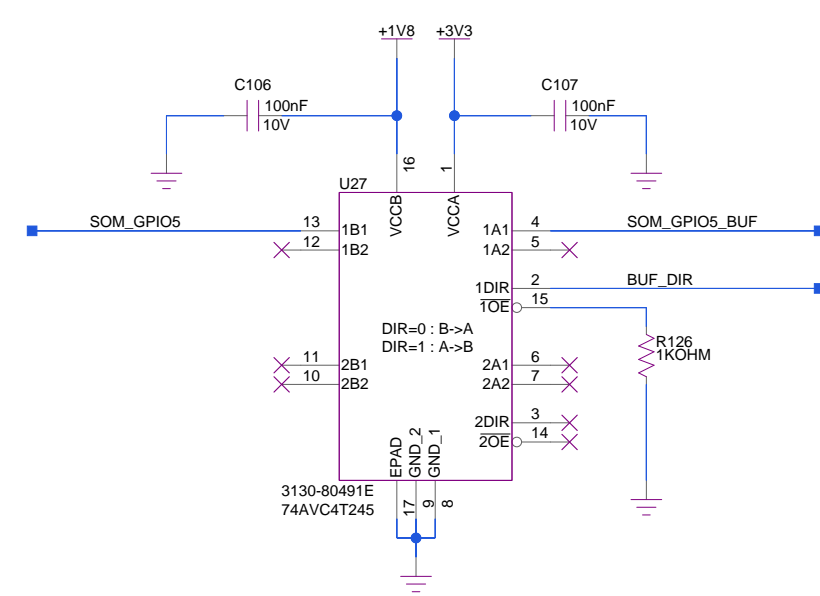 +1V8
+3V3
C106
100nF
10V
C107
100nF
10V
16
1
U27
VCCB
VCCA
SOM_GPIO5
13
1B1
1A1
4
SOM_GPIO5_BUF
12
1B2
1A2
5
1DIR
2
BUF_DIR
1OE
15
DIR=0 : B->A
DIR=1 : A->B
R126
1KOHM
11
2B1
2A1
6
10
2B2
2A2
7
2DIR
3
2OE
14
EPAD
GND_2
GND_1
3130-80491E
74AVC4T245
17
9
8